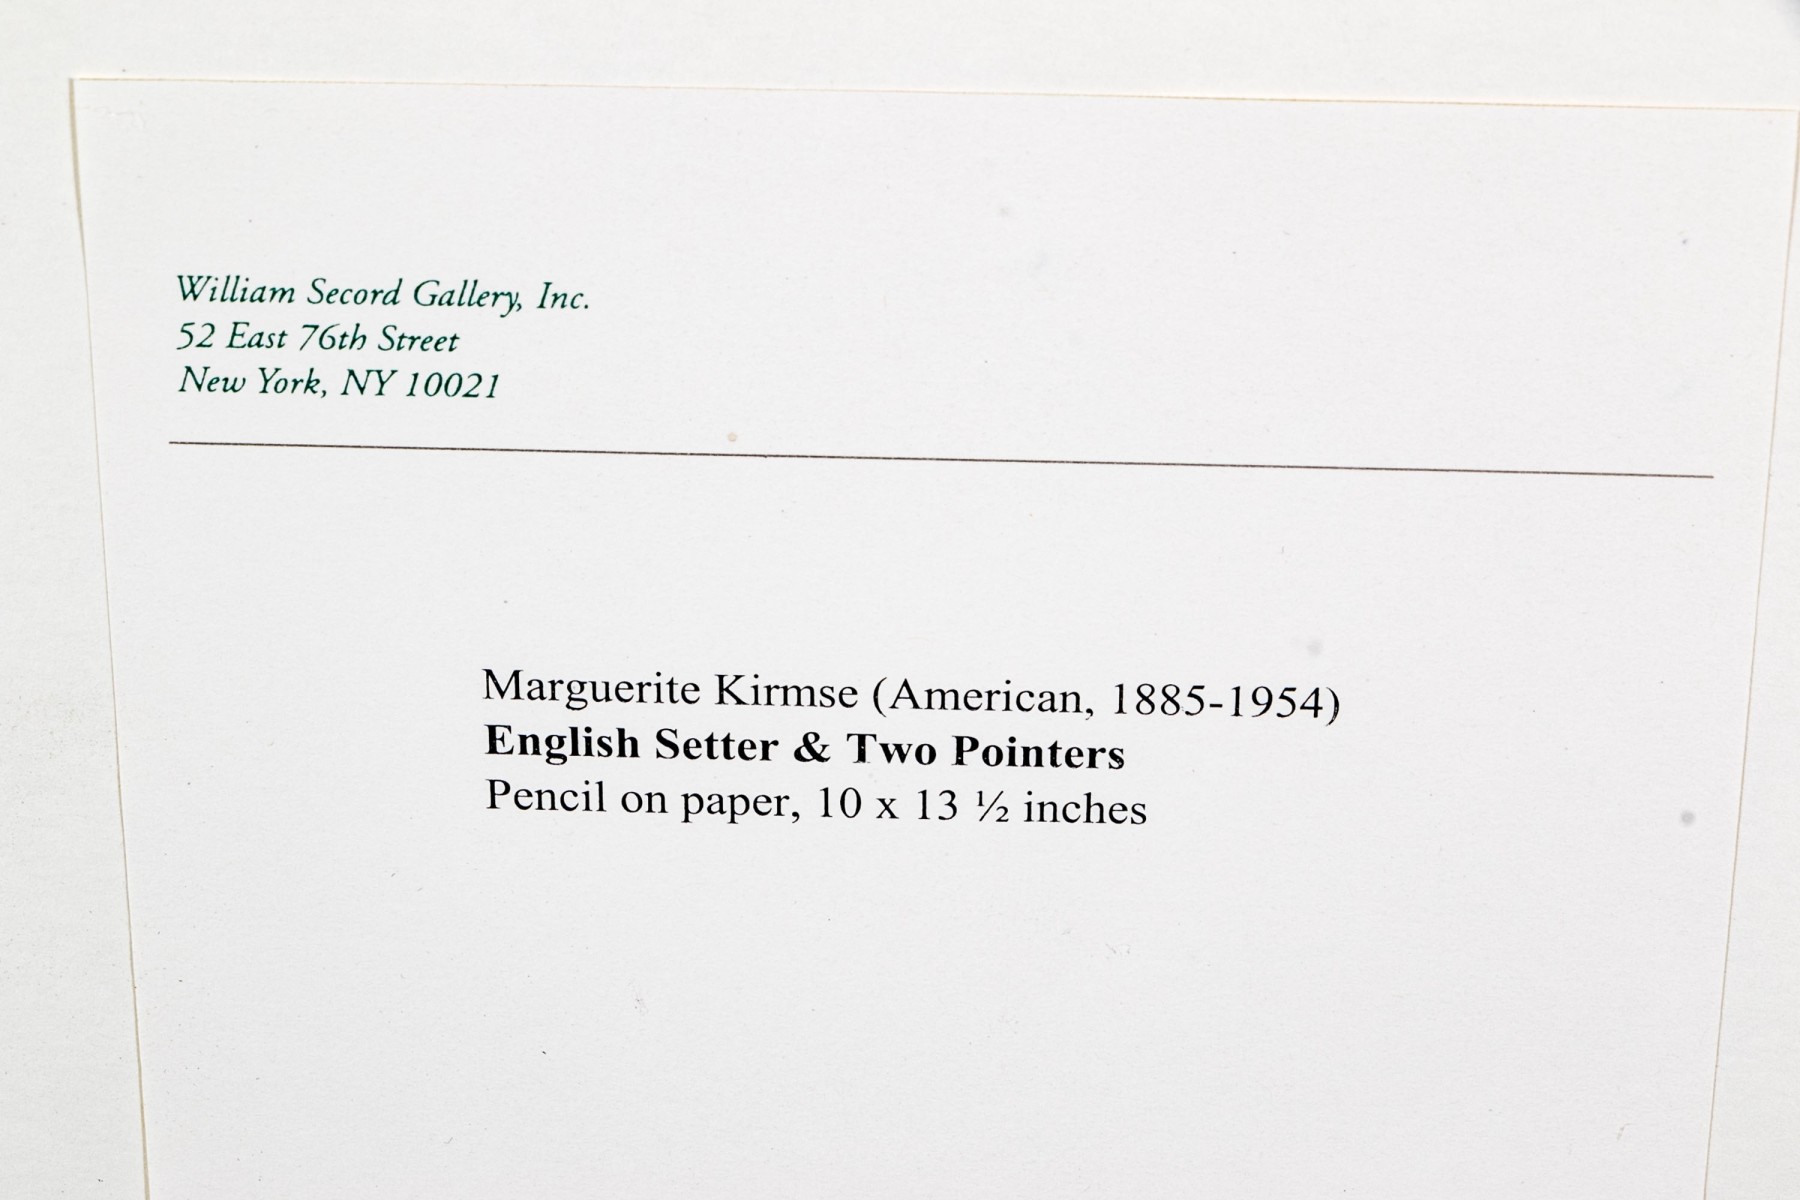 William Secord Gallery, Inc.
52 East 76th Street
New York, NY 10021
Marguerite Kirmse (American, 1885-1954)
English Setter & Two Pointers
Pencil on paper, 10 x 13 ½ inches